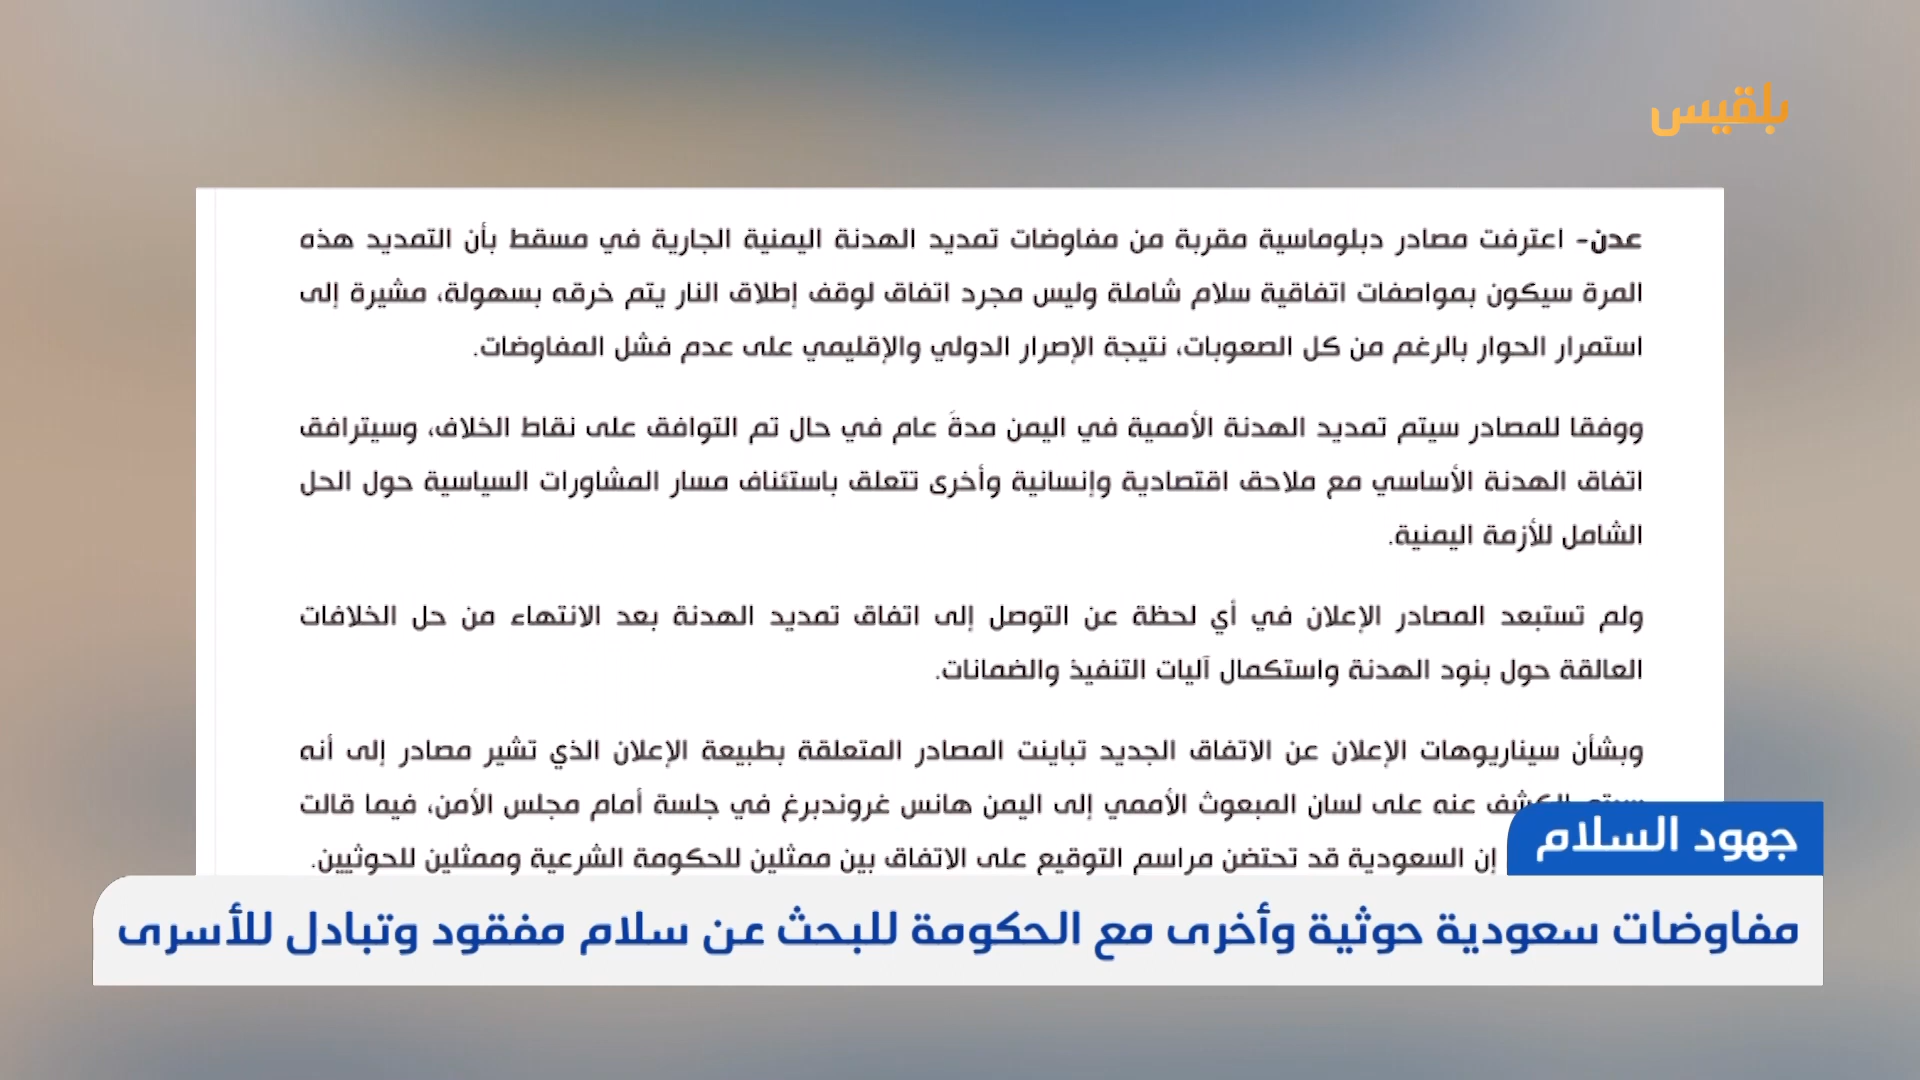 بلقيس
عدن- اعترفت مصادر دبلوماسية مقربة من مفاوضات تمديد الهدنة اليمنية الجارية في مسقط بأن التمديد هذه
المرة سيكون بمواصفات اتفاقية سلام شاملة وليس مجرد اتفاق لوقف إطلاق النار يتم خرقه بسهولة، مشيرة إلى
استمرار الحوار بالرغم من كل الصعوبات، نتيجة الإصرار الدولي والإقليمي على عدم فشل المفاوضات.
ووفقا للمصادر سيتم تمديد الهدنة الأممية في اليمن مدةَ عام في حال تم التوافق على نقاط الخلاف، وسيترافق
اتفاق الهدنة الأساسي مع ملاحق اقتصادية وإنسانية وأخرى تتعلق باستئناف مسار المشاورات السياسية حول الحل
الشامل للأزمة اليمنية.
ولم تستبعد المصادر الإعلان في أي لحظة عن التوصل إلى اتفاق تمديد الهدنة بعد الانتهاء من حل الخلافات
العالقة حول بنود الهدنة واستكمال آليات التنفيذ والضمانات.
وبشأن سيناريوهات الإعلان عن الاتفاق الجديد تباينت المصادر المتعلقة بطبيعة الإعلان الذي تشير مصادر إلى أنه
الكشف عنه على لسان المبعوث الأممي إلى اليمن هانس غروندبرغ في جلسة أمام مجلس الأمن، فيما قالت
إن السعودية قد تحتضن مراسم التوقيع على الاتفاق بين ممثلين للحكومة الشرعية وممثلين للحوثيين.
جهود السلام
مفاوضات سعودية حوثية وأخرى مع الحكومة للبحث عن سلام مفقود وتبادل للأسرى